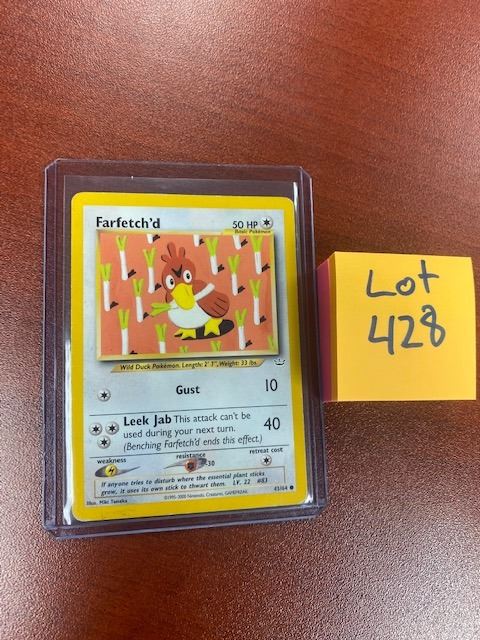 Farfetch'd
50 HP
Basic Pokémon
Wild Duck Pokémon. Length: 2' 7", Weight: 33 lbs.
Gust 10
Leek Jab This attack can't be
used during your next turn.
(Benching Farfetch'd ends this effect.)
40
weakness
resistance
-30
retreat cost
If anyone tries to disturb where the essential plant sticks
grow, it uses its own stick to thwart them. LV. 22 #83
Illus. Miki Tanaka
©1995-2000 Nintendo, Creatures, GAMEFREAK.
45/64
Lot
428